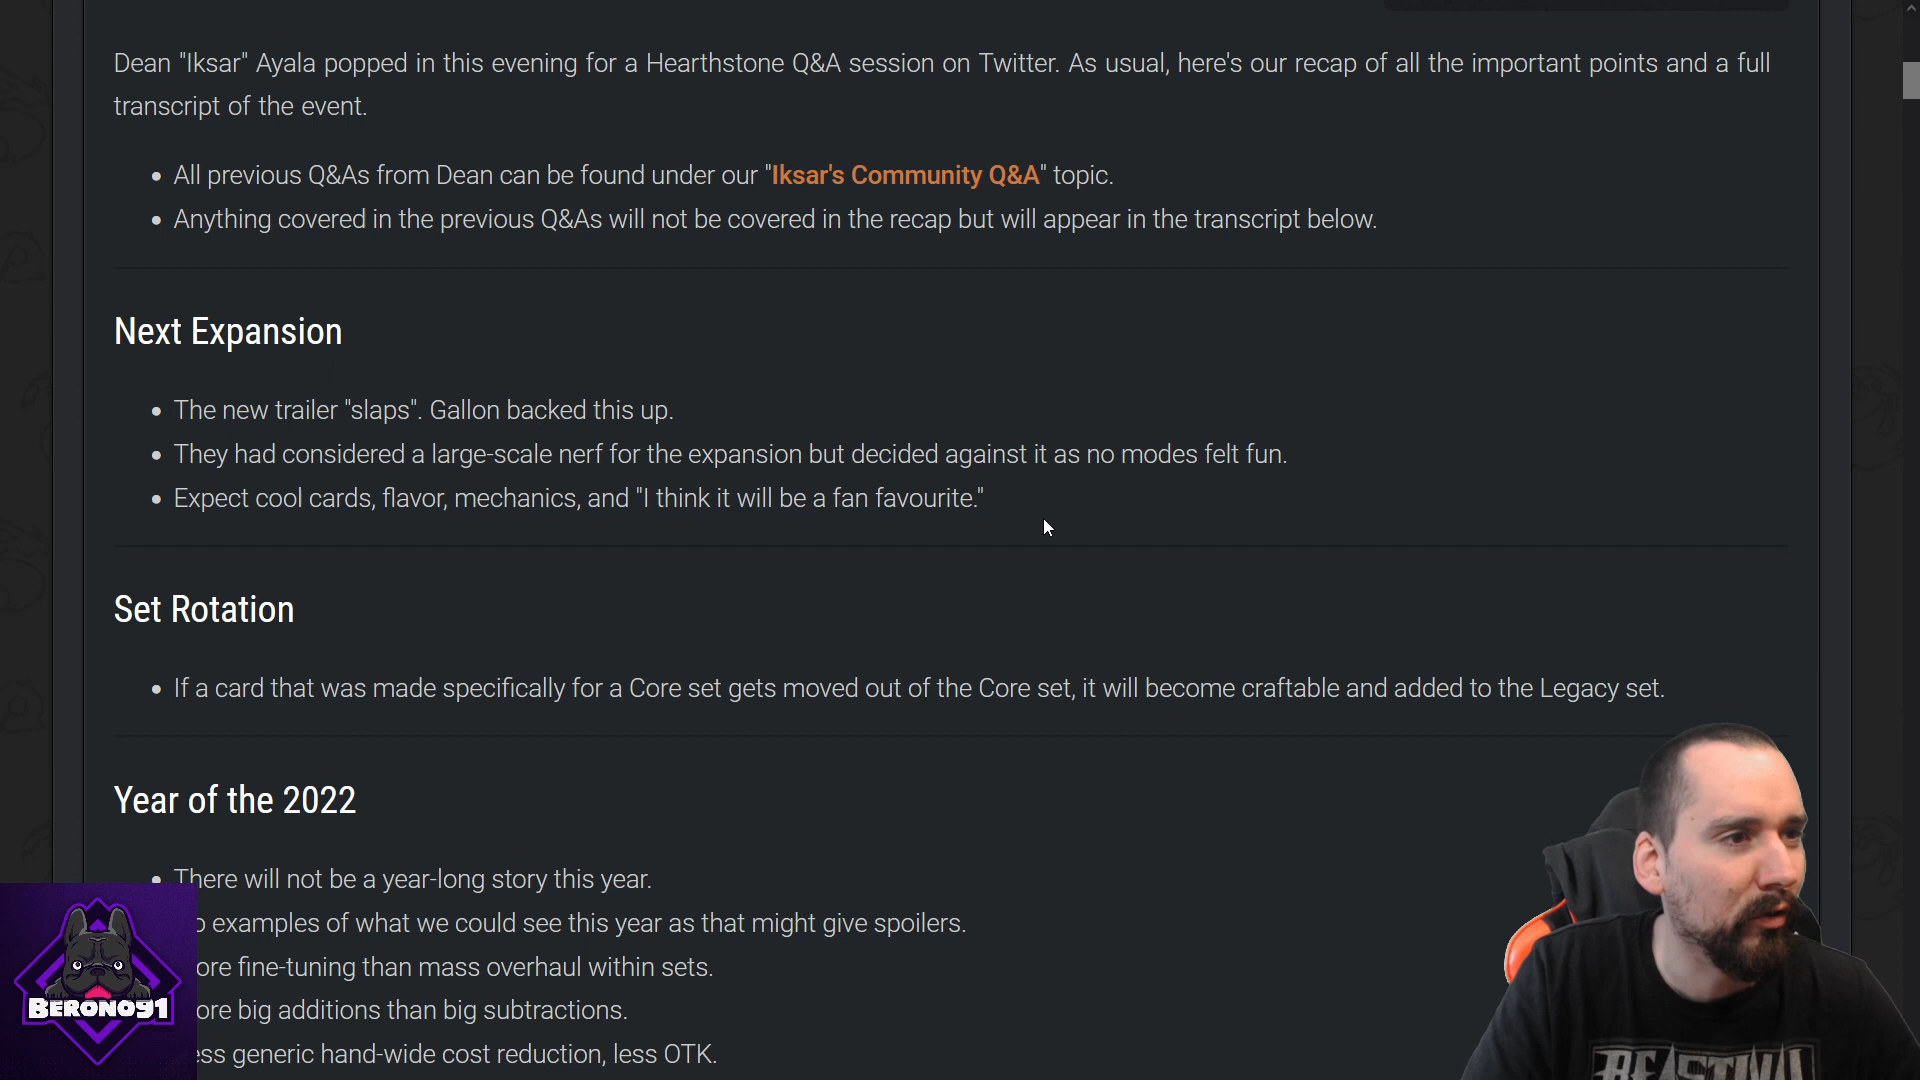 Dean "Iksar" Ayala popped in this evening for a Hearthstone Q&A session on Twitter. As usual, here's our recap of all the important points and a full
transcript of the event.
All previous Q&As from Dean can be found under our "Iksar's Community Q&A" topic.
Anything covered in the previous Q&As will not be covered in the recap but will appear in the transcript below.
Next Expansion
The new trailer "slaps". Gallon backed this up.
They had considered a large-scale nerf for the expansion but decided against it as no modes felt fun.
Expect cool cards, flavor, mechanics, and "I think it will be a fan favourite."
Set Rotation
If a card that was made specifically for a Core set gets moved out of the Core set, it will become craftable and added to the Legacy set.
Year of the 2022
There will not be a year-long story this year.
o examples of what we could see this year as that might give spoilers.
ore fine-tuning than mass overhaul within sets.
ore big additions than big subtractions.
ess generic hand-wide cost reduction, less OTK.
BERONO91